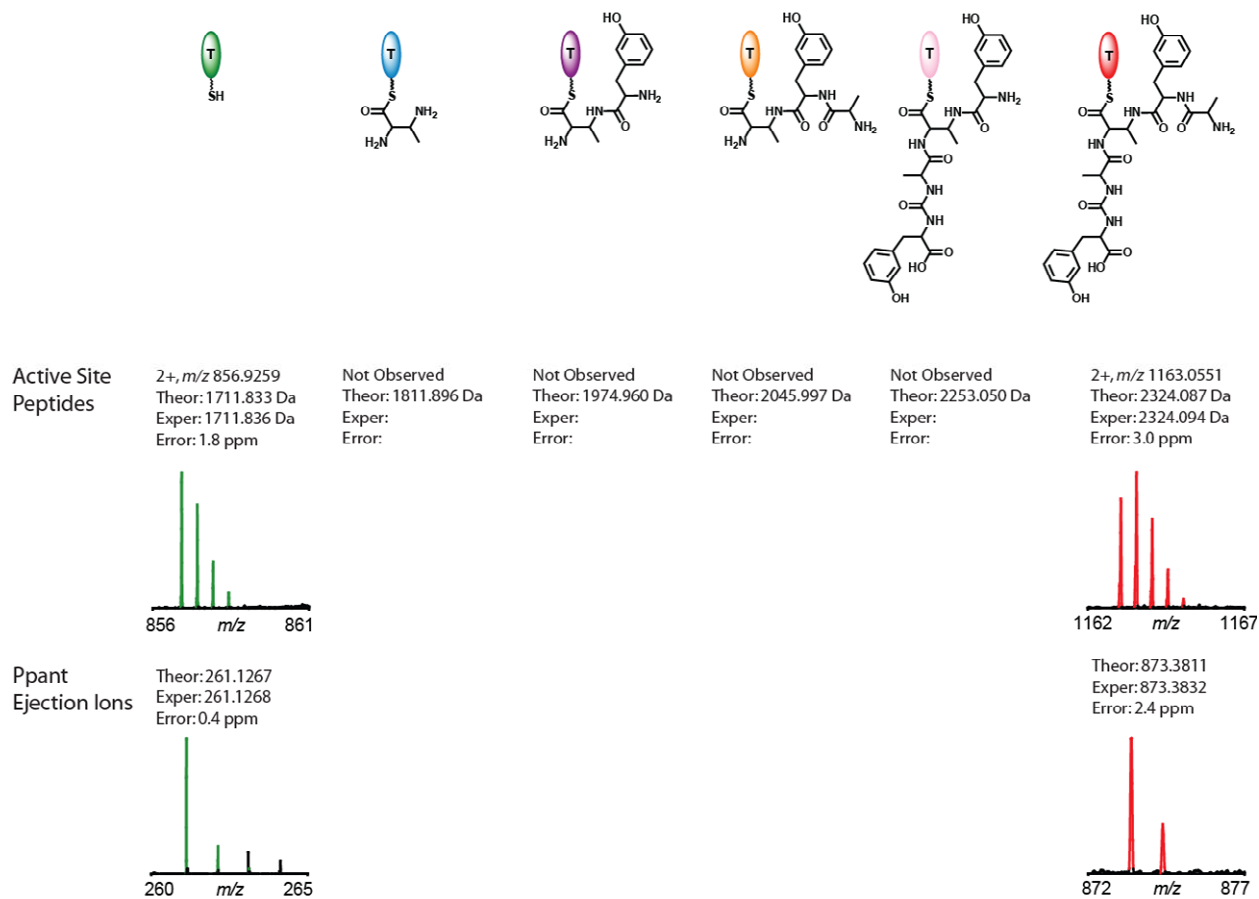 HO
HO
HO
HO
T
T
T
T
T
T
SH
S
O
NH2
H2N
S
O
HN
NH2
O
H2N
S
O
HN
O
NH
O
NH2
H2N
S
O
NH
O
NH2
NH
O
NH
O
NH
O
HO
OH
S
O
HN
O
NH
O
NH2
NH
O
NH
O
NH
O
HO
OH
Active Site
Peptides
2+, m/z 856.9259
Theor: 1711.833 Da
Exper: 1711.836 Da
Error: 1.8 ppm
Not Observed
Theor: 1811.896 Da
Exper:
Error:
Not Observed
Theor: 1974.960 Da
Exper:
Error:
Not Observed
Theor: 2045.997 Da
Exper:
Error:
Not Observed
Theor: 2253.050 Da
Exper:
Error:
2+, m/z 1163.0551
Theor: 2324.087 Da
Exper: 2324.094 Da
Error: 3.0 ppm
856 m/z 861
1162 m/z 1167
Ppant
Ejection Ions
Theor: 261.1267
Exper: 261.1268
Error: 0.4 ppm
Theor: 873.3811
Exper: 873.3832
Error: 2.4 ppm
260 m/z 265
872 m/z 877